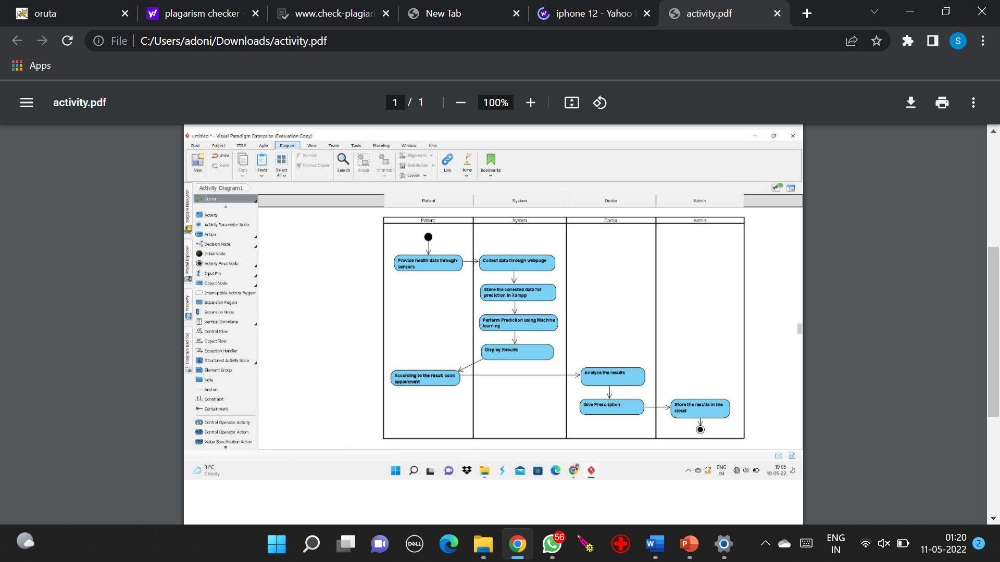 oruta
plagarism checker -
www.check-plagiari
New Tab
iphone 12 - Yahoo
activity.pdf
File
C:/Users/adoni/Downloads/activity.pdf
S
Apps
activity.pdf
1 / 1
100%
untitled * - Visual Paradigm Enterprise (Evaluation Copy)
Dash Project ITSM Agile Diagram View Team Tools Modeling Window Help
New
Undo
Redo
Copy
Paste
Select
All
Format
Format Copier
Search
Group
Ungroup
Alignment
Distribution
Layout
Link
Jump
Bookmarks
Activity Diagram1
Diagram Navigator
Model Explorer
Property
Diagram Backlog
Cursor
Activity
Activity Parameter Node
Action
Decision Node
Initial Node
Activity Final Node
Input Pin
Object Node
Interruptible Activity Region
Expansion Region
Expansion Node
Vertical Swimlane
Control Flow
Object Flow
Exception Handler
Structured Activity Node
Element Group
Note
Anchor
Constraint
Containment
Control Operator Activity
Control Operator Action
Value Specification Action
Patient System Doctor Admin
Patient System Doctor Admin
Provide health data through
sensors
Collect data through webpage
Store the collected data for
prediction in Xampp
Perform Prediction using Machine
learning
Display Results
According to the result book
appoinment
Analyze the results
Give Prescription
Store the resutls in the
cloud
31°C
Cloudy
ENG
IN
19:05
10-05-22
DELL
56
W
P
ENG
IN
01:20
11-05-2022
2